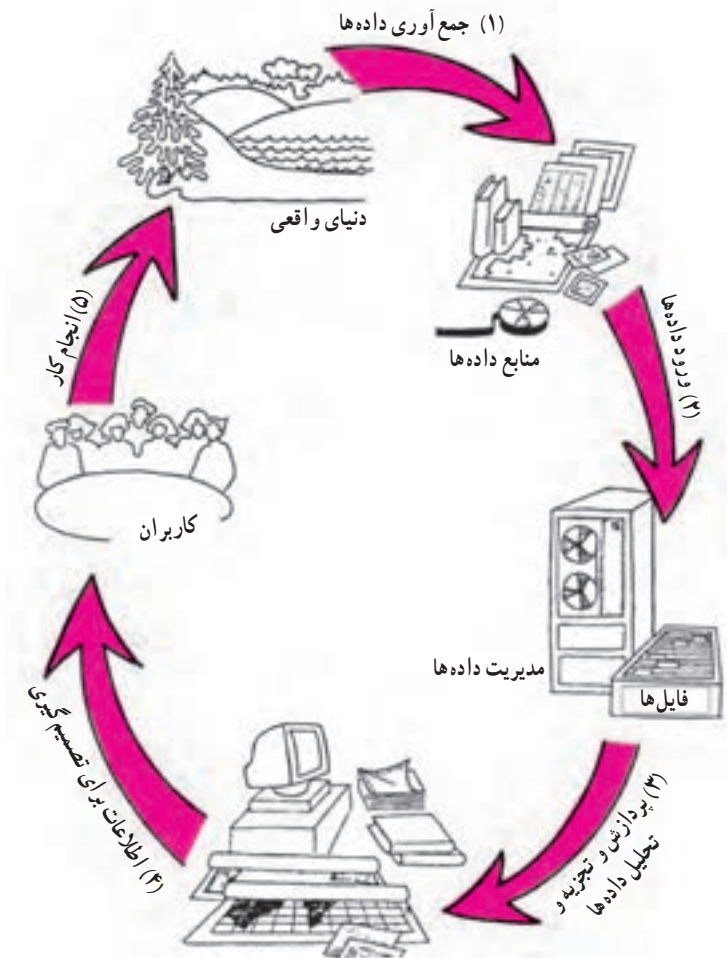 (۱) جمع‌آوری داده‌ها
دنیای واقعی
منابع داده‌ها
(۲) ورود داده‌ها
مدیریت داده‌ها
فایل‌ها
(۳) پردازش و تجزیه و
تحلیل داده‌ها
(۴) اطلاعات برای تصمیم گیری
کاربران
(۵) انجام کار